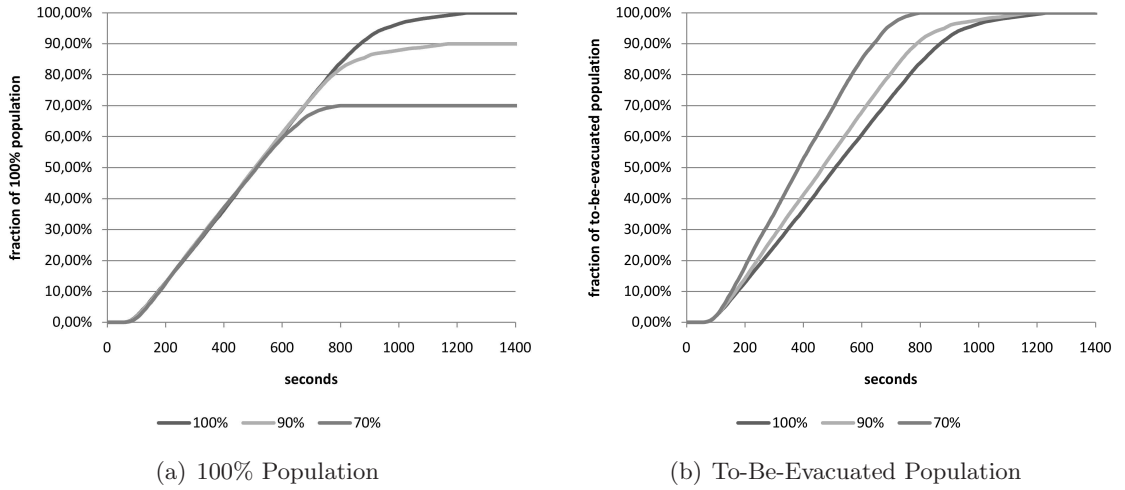 100,00%
90,00%
80,00%
70,00%
60,00%
50,00%
40,00%
30,00%
20,00%
10,00%
0,00%
fraction of 100% population
0 200 400 600 800 1000 1200 1400
seconds
100% 90% 70%
(a) 100% Population
100,00%
90,00%
80,00%
70,00%
60,00%
50,00%
40,00%
30,00%
20,00%
10,00%
0,00%
fraction of to-be-evacuated population
0 200 400 600 800 1000 1200 1400
seconds
100% 90% 70%
(b) To-Be-Evacuated Population